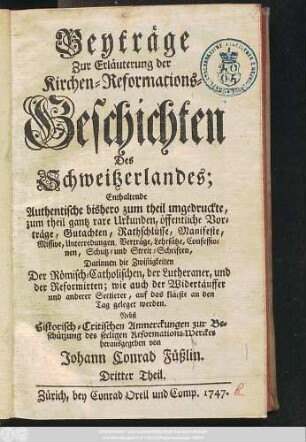 Beyträge
Zur Erläuterung der
Kirchen=Reformations=
Geschichten
Des
Schweitzerlandes;
Enthaltende
Authentische bishero zum theil ungedruckte,
zum theil gantz rare Urkunden, öffentliche Vor=
träge, Gutachten, Rathschlüsse, Manifeste,
Missive, Unterredungen, Verträge, Lehrsätze, Confessio=
nen, Schutz= und Streit=Schriften,
Darinnen die Zwistigkeiten
Der Römisch=Catholischen, der Lutheraner, und
der Reformirten; wie auch der Widertäuffer
und anderer Sectierer, auf das kläreste an den
Tag geleget werden.
Nebst
Historisch=Critischen Anmerckungen zur Be=
schützung des seeligen Reformations=Werckes
herausgegeben von
Johann Conrad Füßlin.
Dritter Theil.
Zürich, bey Conrad Orell und Comp. 1747.